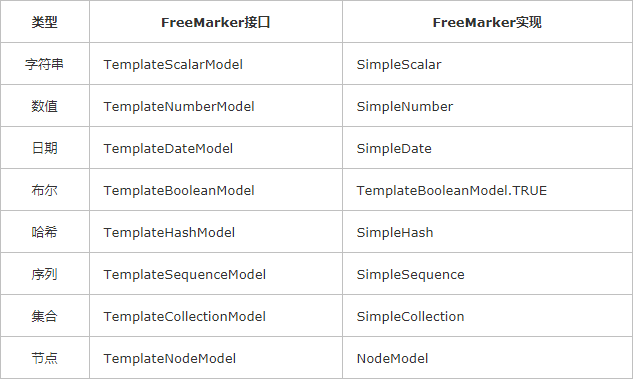 类型 FreeMarker接口 FreeMarker实现
字符串 TemplateScalarModel SimpleScalar
数值 TemplateNumberModel SimpleNumber
日期 TemplateDateModel SimpleDate
布尔 TemplateBooleanModel TemplateBooleanModel.TRUE
哈希 TemplateHashModel SimpleHash
序列 TemplateSequenceModel SimpleSequence
集合 TemplateCollectionModel SimpleCollection
节点 TemplateNodeModel NodeModel